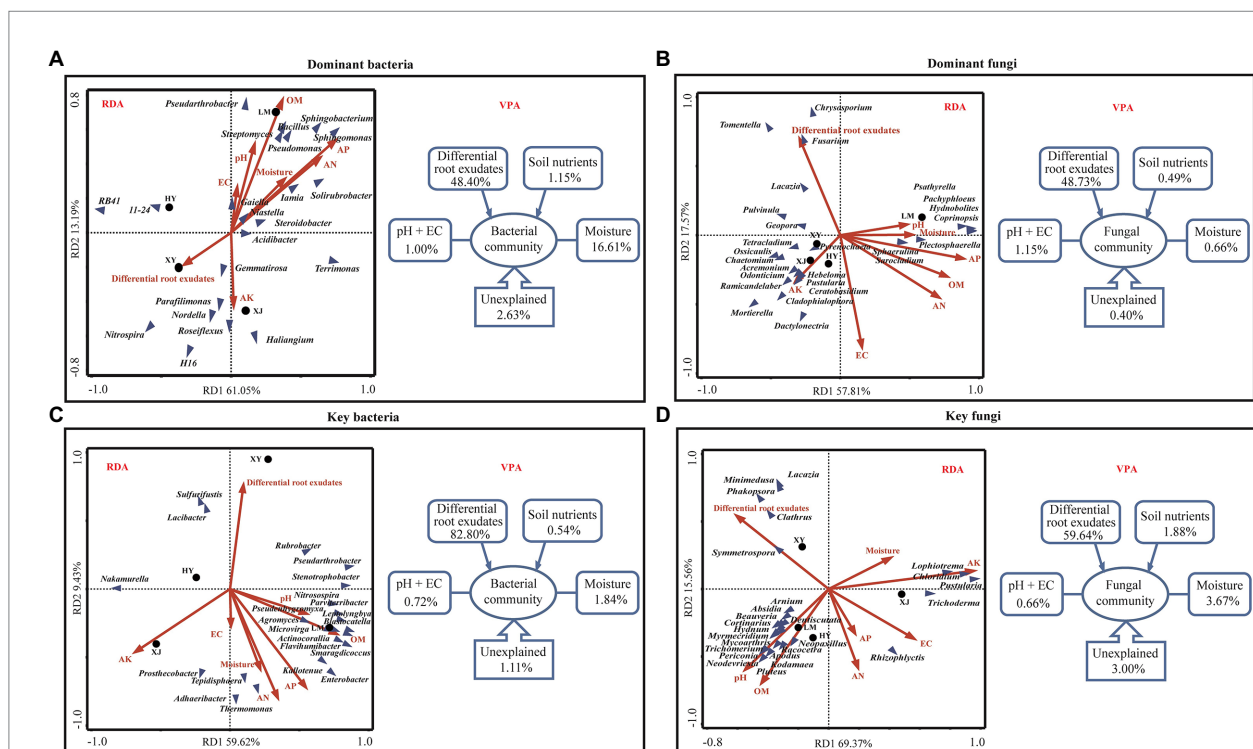 A
Dominant bacteria
RDA
VPA
0.8
-0.8
RD2 13.19%
-1.0
RD1 61.05%
1.0
Pseudarthrobacter
LM
OM
Sphingobacterium
Bacillus
Streptomyces
Sphingomonas
Pseudomonas
AP
pH
AN
Moisture
EC
Iamia
Solirubrobacter
RB41
11-24
HY
Gaiella
Niastella
Steroidobacter
Acidibacter
XY
Differential root exudates
Gemmatirosa
Terrimonas
AK
XJ
Parafilimonas
Nordella
Nitrospira
Roseiflexus
Haliangium
H16
Differential root exudates 48.40%
Soil nutrients 1.15%
pH + EC 1.00%
Bacterial community
Moisture 16.61%
Unexplained 2.63%
B
Dominant fungi
RDA
VPA
1.0
-1.0
RD2 17.57%
-1.0
RD1 57.81%
1.0
Chrysasporium
Tomentella
Differential root exudates
Fusarium
Lacazia
Psathyrella
Pachyphloeus
Hydnobolites
Coprinopsis
Pulvinula
Geopora
LM
pH
Moisture
Plectosphaerella
XY
Tetracladium
Pyrenochaeta
Sphaerulina
Ossicaulis
Sarocladium
AP
Chaetomium
XJ
HY
Acremonium
Hebeloma
Odonticium
Pustularia
OM
Ramicandelaber
AK
Ceratobasidium
AN
Cladophialophora
Mortierella
Dactylonectria
EC
Differential root exudates 48.73%
Soil nutrients 0.49%
pH + EC 1.15%
Fungal community
Moisture 0.66%
Unexplained 0.40%
C
Key bacteria
RDA
VPA
1.0
-1.0
RD2 9.43%
-1.0
RD1 59.62%
1.0
XY
Differential root exudates
Sulfurifustis
Lacibacter
Rubrobacter
Pseudarthrobacter
HY
Stenotrophobacter
Nakamurella
Nitrosospira
pH
Parviterribacter
Pseudenhygromyxa
Leptolyngbya
Agromyces
Blastocatella
EC
Microvirga
LM
OM
Actinocorallia
Flavihumibacter
XJ
AK
Smaragdicoccus
Moisture
Kallotenue
Prosthecobacter
Tepidisphaera
Enterobacter
AN
AP
Adhaeribacter
Thermomonas
Differential root exudates 82.80%
Soil nutrients 0.54%
pH + EC 0.72%
Bacterial community
Moisture 1.84%
Unexplained 1.11%
D
Key fungi
RDA
VPA
1.0
-1.0
RD2 15.56%
-0.8
RD1 69.37%
1.0
Lacazia
Minimedusa
Phakopsora
Differential root exudates
Clathrus
XY
Symmetrospora
Moisture
Lophiotrema
AK
Pustularia
XJ
Trichoderma
Arnium
Absidia
Beauveria
Cortinarius
Hydnum
LM
Myrmecridium
HY
AP
EC
Mycoarthris
Neopaxillus
Trichomerium
Racocetra
Periconia
Apodus
Rhizophlyctis
Neodevriesia
Kodamaea
pH
Pluteus
AN
OM
Differential root exudates 59.64%
Soil nutrients 1.88%
pH + EC 0.66%
Fungal community
Moisture 3.67%
Unexplained 3.00%